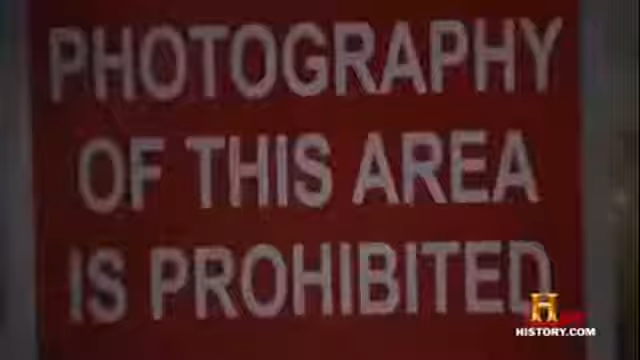 PHOTOGRAPHY
OF THIS AREA
IS PROHIBITED
H
HISTORY.COM